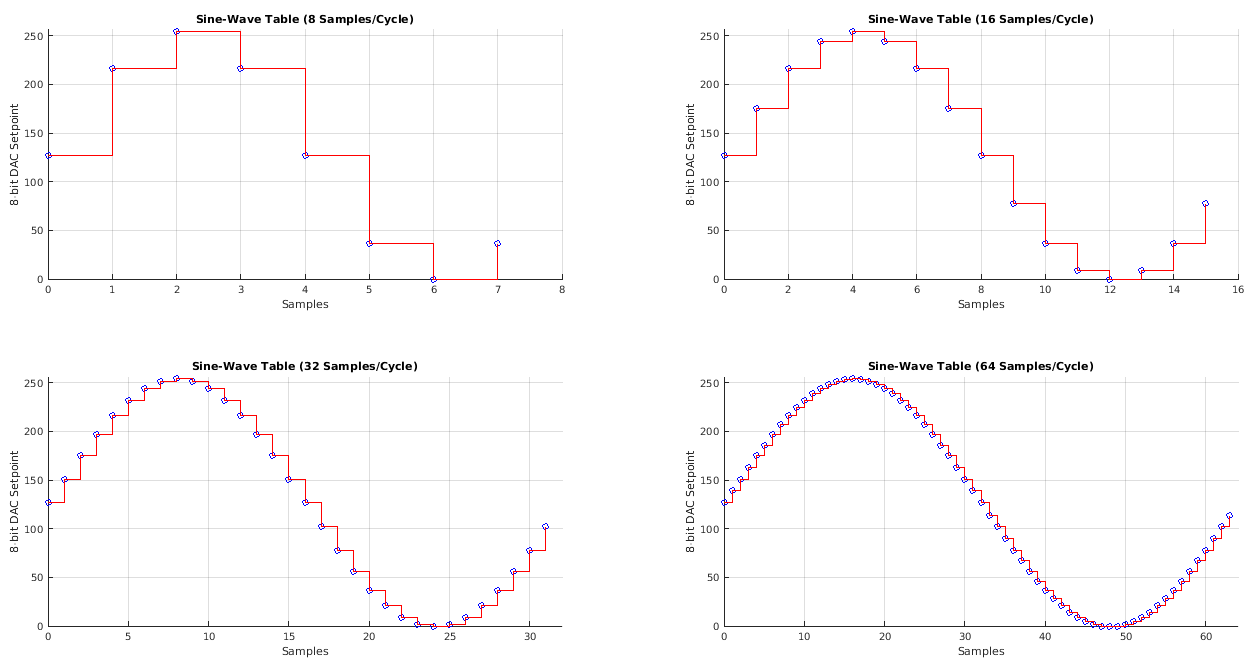 Sine-Wave Table (8 Samples/Cycle)
250
200
150
100
50
0
8-bit DAC Setpoint
0 1 2 3 4 5 6 7 8
Samples
Sine-Wave Table (16 Samples/Cycle)
250
200
150
100
50
0
8-bit DAC Setpoint
0 2 4 6 8 10 12 14 16
Samples
Sine-Wave Table (32 Samples/Cycle)
250
200
150
100
50
0
8-bit DAC Setpoint
0 5 10 15 20 25 30
Samples
Sine-Wave Table (64 Samples/Cycle)
250
200
150
100
50
0
8-bit DAC Setpoint
0 10 20 30 40 50 60
Samples